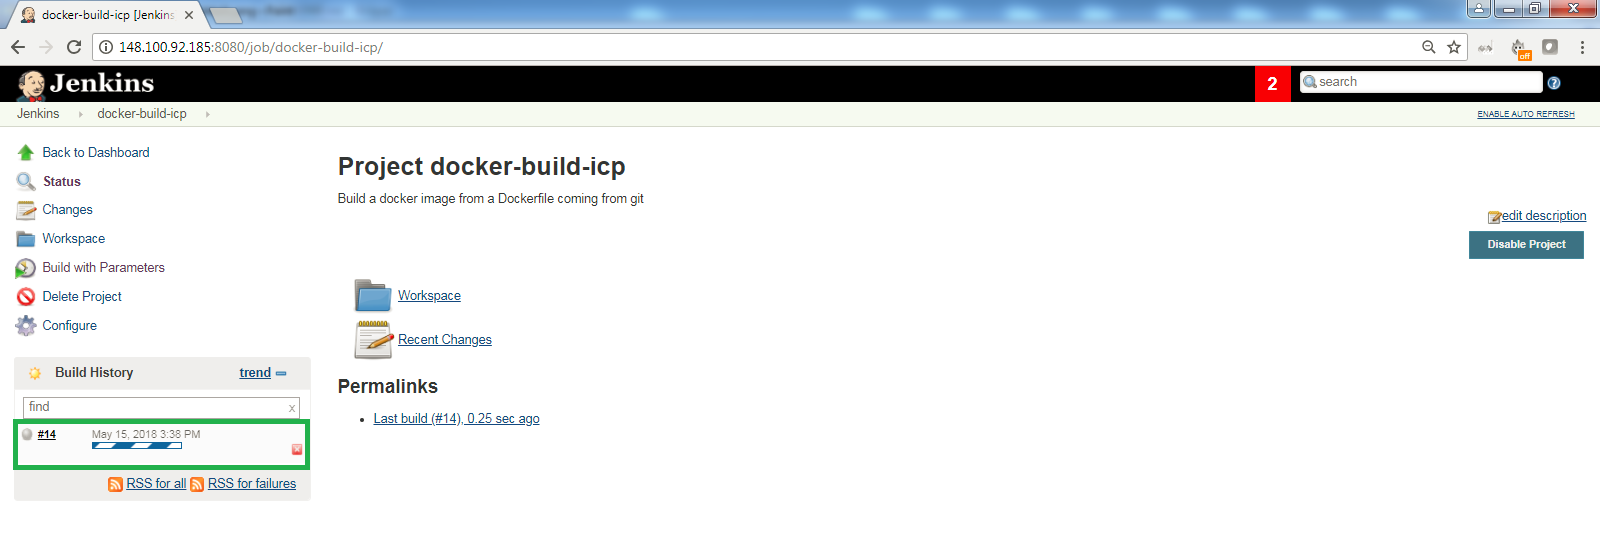 docker-build-icp [Jenkins
148.100.92.185:8080/job/docker-build-icp/
off
Jenkins
2
search
Jenkins docker-build-icp
ENABLE AUTO REFRESH
Back to Dashboard
Status
Changes
Workspace
Build with Parameters
Delete Project
Configure
Build History trend
find x
#14 May 15, 2018 3:38 PM
RSS for all RSS for failures
Project docker-build-icp
Build a docker image from a Dockerfile coming from git
edit description
Disable Project
Workspace
Recent Changes
Permalinks
Last build (#14), 0.25 sec ago